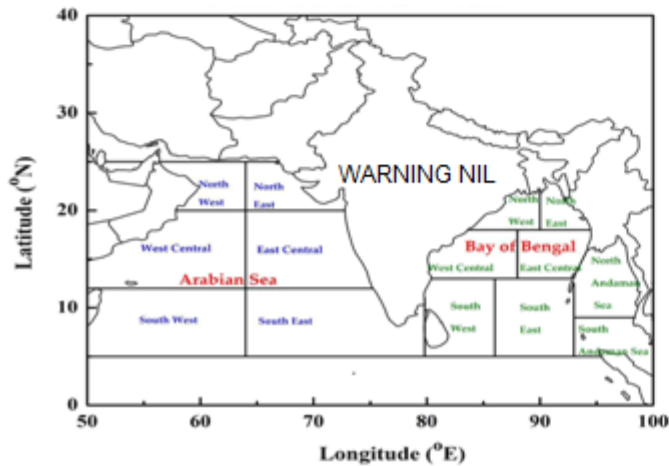 40
30
20
10
0
50
60
70
80
90
100
Latitude (°N)
Longitude (°E)
WARNING NIL
North
West
North
East
West Central
East Central
Arabian Sea
South West
South East
North
West
North
East
Bay of Bengal
West Central
East Central
South
West
South
East
North
Andaman
Sea
South
Andaman Sea